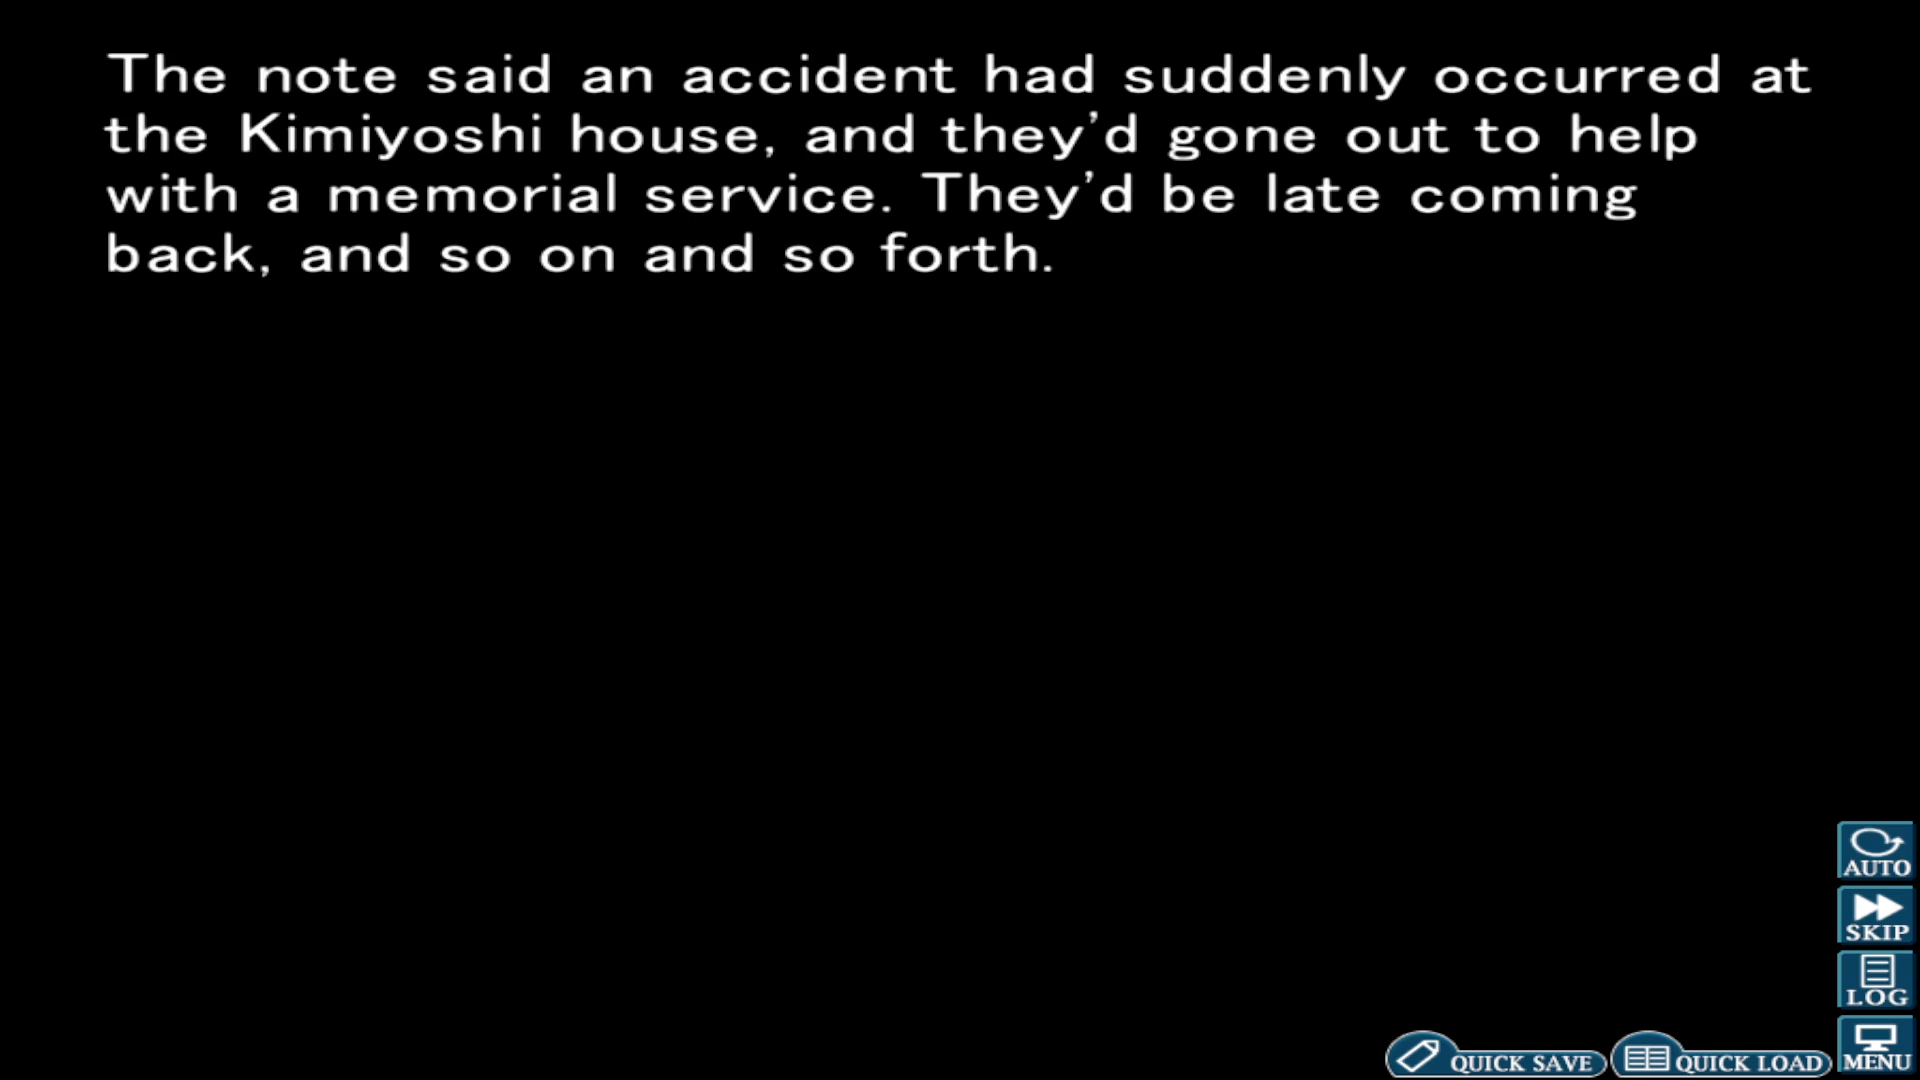 The note said an accident had suddenly occurred at
the Kimiyoshi house, and they'd gone out to help
with a memorial service. They'd be late coming
back, and so on and so forth.
AUTO
SKIP
LOG
MENU
QUICK SAVE
QUICK LOAD